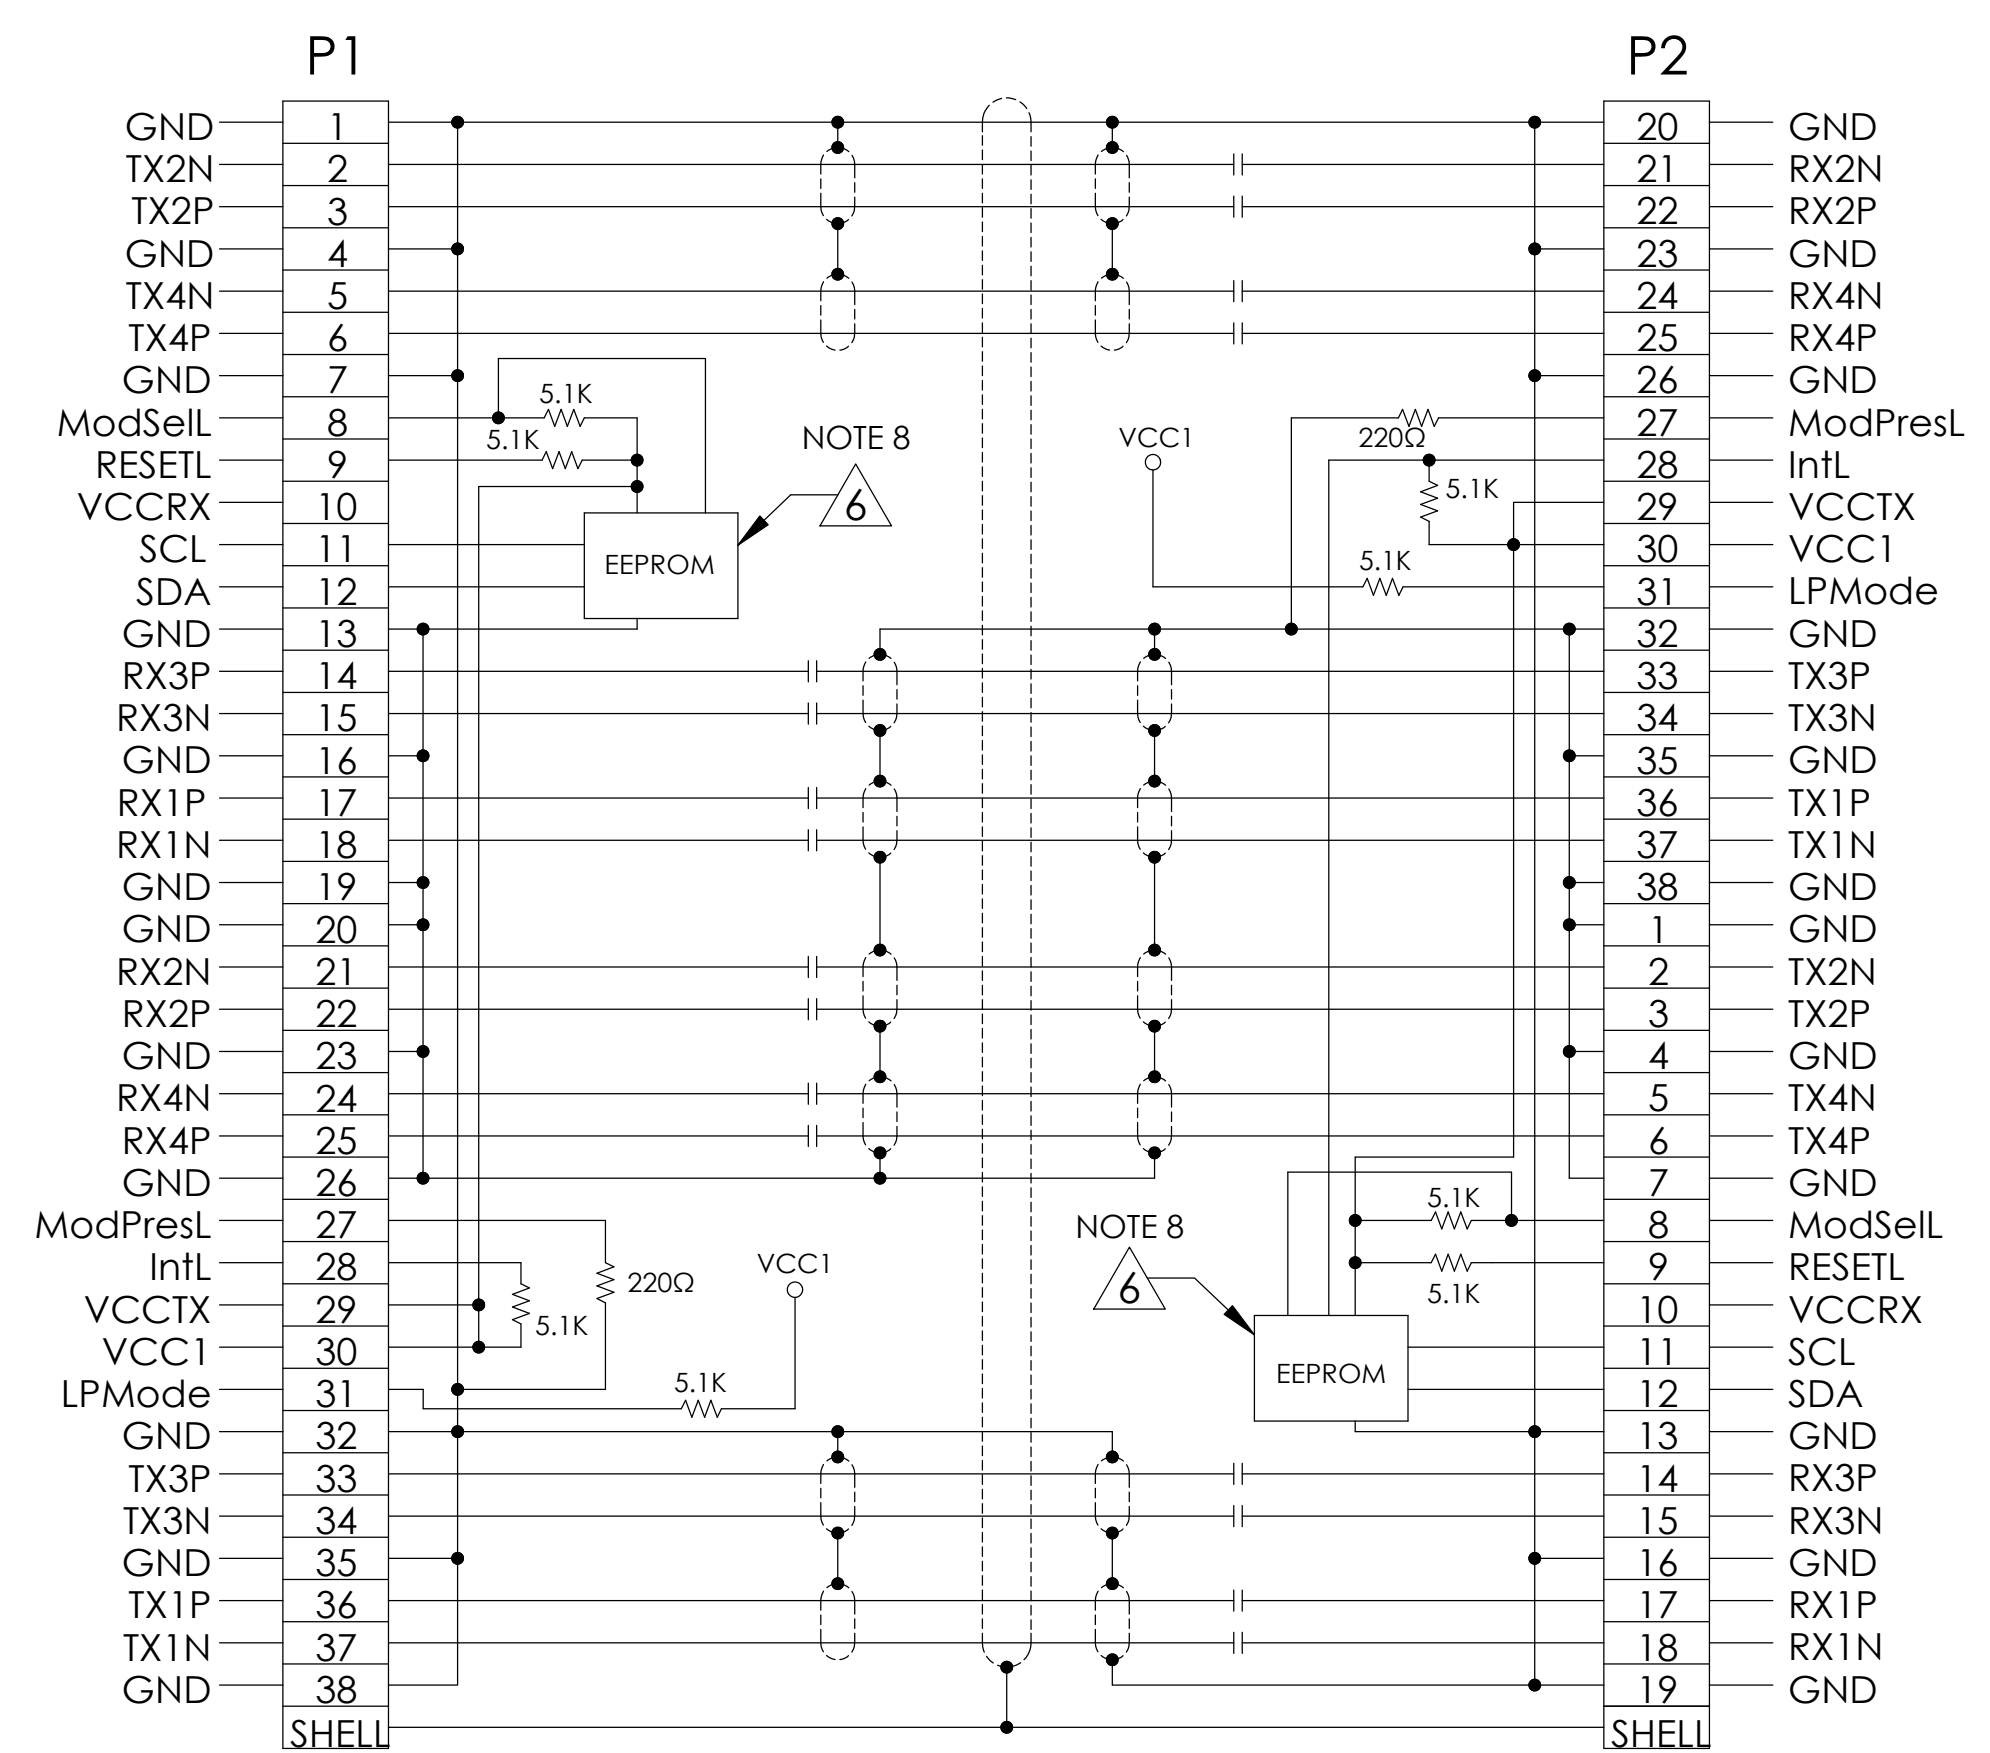 P1 P2
GND 1 20 GND
TX2N 2 21 RX2N
TX2P 3 22 RX2P
GND 4 23 GND
TX4N 5 24 RX4N
TX4P 6 25 RX4P
GND 7 26 GND
5.1K
ModSelL 8 27 ModPresL
5.1K NOTE 8 VCC1 220Ω
RESETL 9 28 IntL
5.1K
VCCRX 10 6 29 VCCTX
SCL 11 30 VCC1
EEPROM 5.1K
SDA 12 31 LPMode
GND 13 32 GND
RX3P 14 33 TX3P
RX3N 15 34 TX3N
GND 16 35 GND
RX1P 17 36 TX1P
RX1N 18 37 TX1N
GND 19 38 GND
GND 20 1 GND
RX2N 21 2 TX2N
RX2P 22 3 TX2P
GND 23 4 GND
RX4N 24 5 TX4N
RX4P 25 6 TX4P
GND 26 7 GND
5.1K
ModPresL 27 NOTE 8 8 ModSelL
IntL 28 VCC1 9 RESETL
220Ω 6 5.1K
VCCTX 29 10 VCCRX
5.1K
VCC1 30 11 SCL
5.1K EEPROM
LPMode 31 12 SDA
GND 32 13 GND
TX3P 33 14 RX3P
TX3N 34 15 RX3N
GND 35 16 GND
TX1P 36 17 RX1P
TX1N 37 18 RX1N
GND 38 19 GND
SHELL SHELL